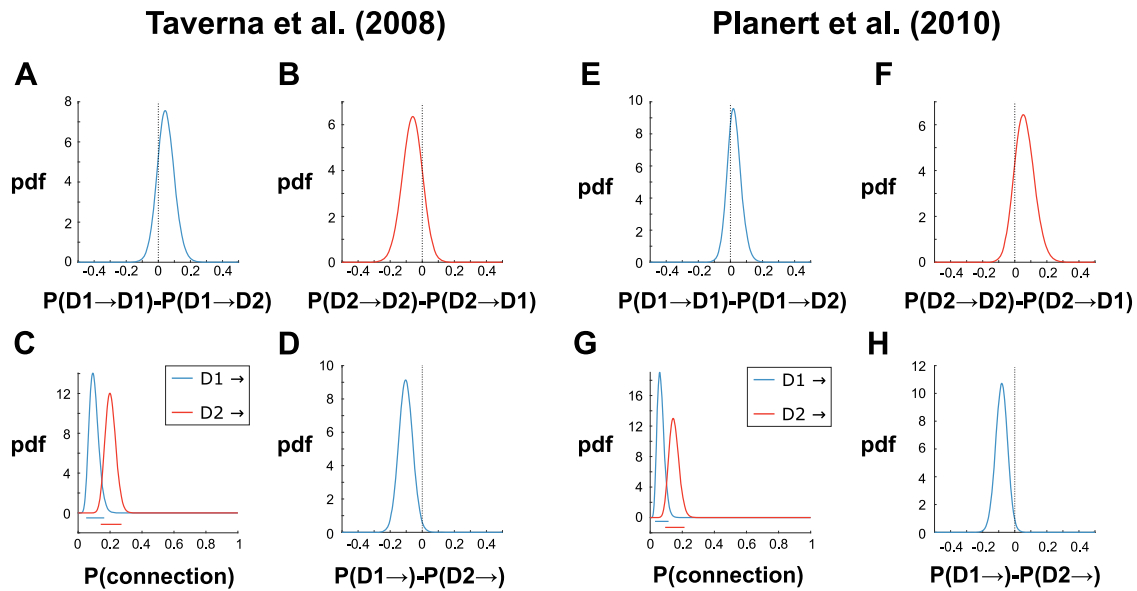 Taverna et al. (2008)
Planert et al. (2010)
A
8
6
4
2
0
pdf
-0.4 -0.2 0 0.2 0.4
P(D1→D1)-P(D1→D2)
B
6
4
2
0
pdf
-0.4 -0.2 0 0.2 0.4
P(D2→D2)-P(D2→D1)
E
10
8
6
4
2
0
pdf
-0.4 -0.2 0 0.2 0.4
P(D1→D1)-P(D1→D2)
F
6
4
2
0
pdf
-0.4 -0.2 0 0.2 0.4
P(D2→D2)-P(D2→D1)
C
12
8
4
0
pdf
D1 →
D2 →
0 0.2 0.4 0.6 0.8 1
P(connection)
D
10
8
6
4
2
0
pdf
-0.4 -0.2 0 0.2 0.4
P(D1→)-P(D2→)
G
18
15
12
9
6
3
0
pdf
D1 →
D2 →
0 0.2 0.4 0.6 0.8 1
P(connection)
H
12
10
8
6
4
2
0
pdf
-0.4 -0.2 0 0.2 0.4
P(D1→)-P(D2→)